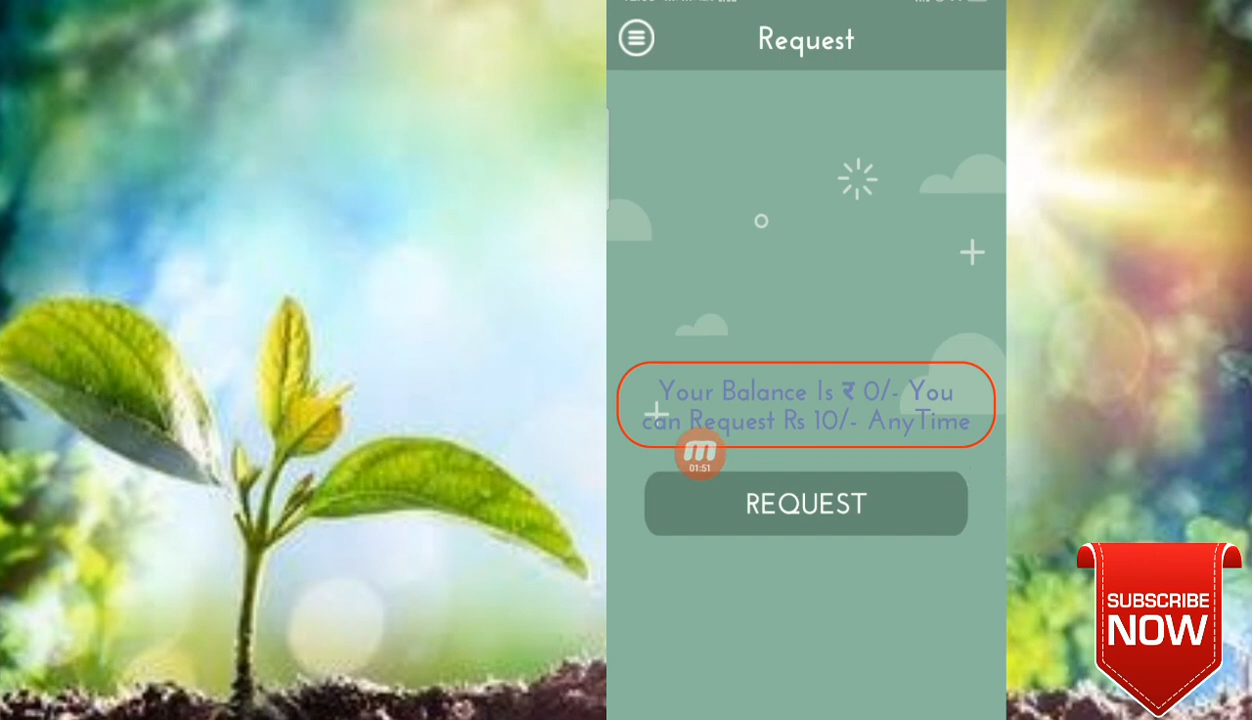 Request
Your Balance Is ₹ 0/- You
can Request Rs 10/- AnyTime
m
01:51
REQUEST
SUBSCRIBE
NOW